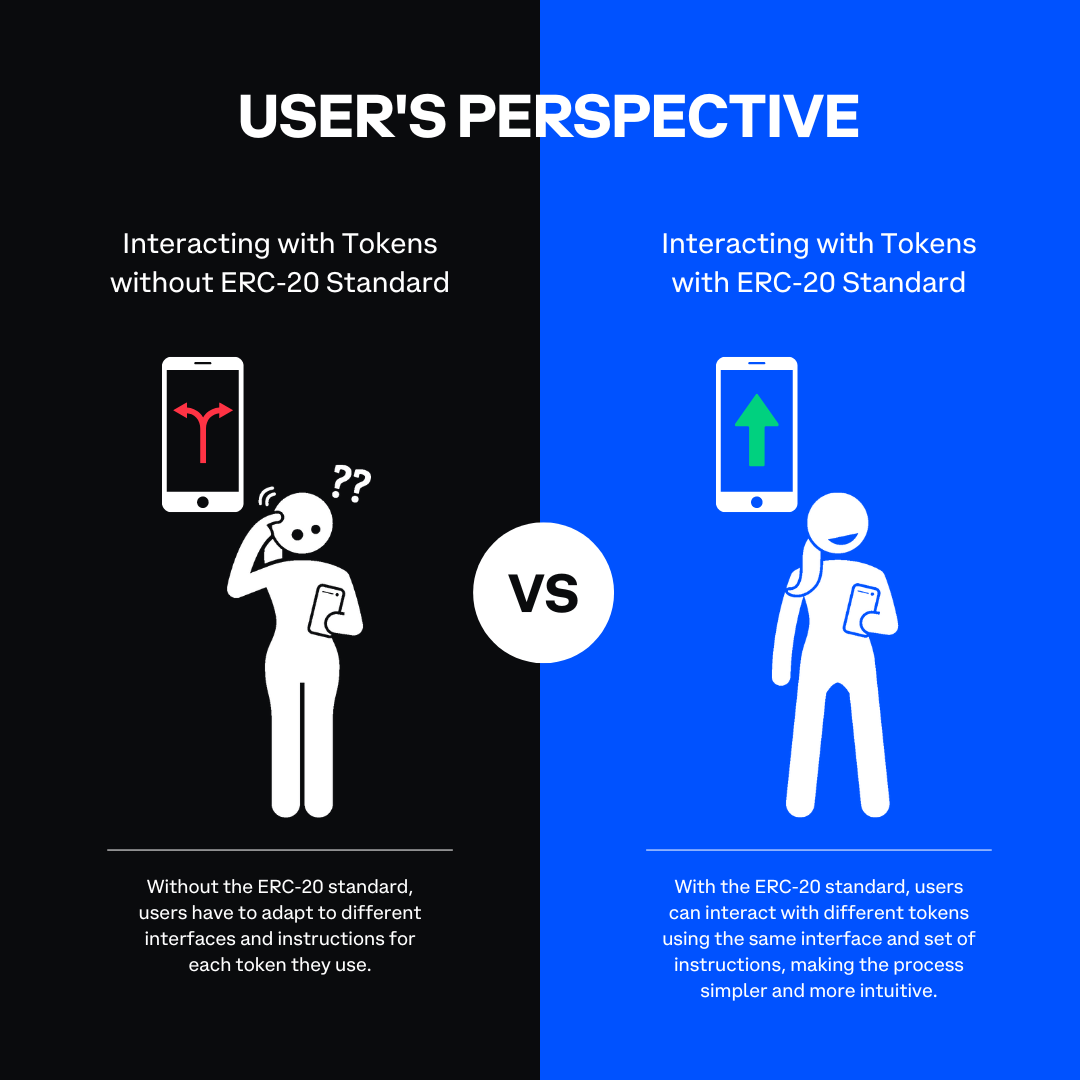 USER'S PERSPECTIVE
Interacting with Tokens
without ERC-20 Standard
??
Without the ERC-20 standard,
users have to adapt to different
interfaces and instructions for
each token they use.
VS
Interacting with Tokens
with ERC-20 Standard
With the ERC-20 standard, users
can interact with different tokens
using the same interface and set of
instructions, making the process
simpler and more intuitive.